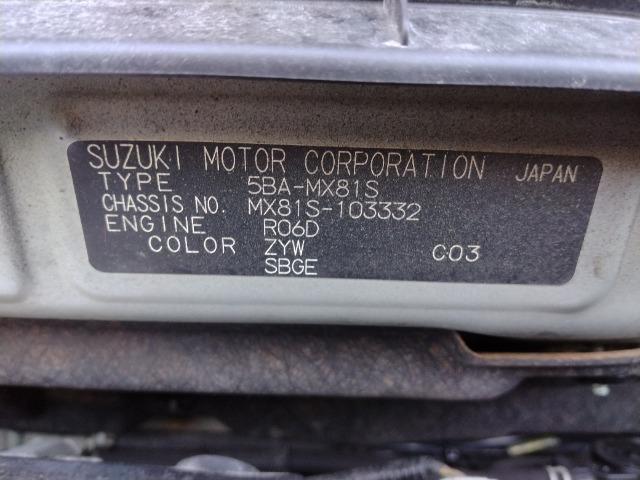 SUZUKI MOTOR CORPORATION JAPAN
TYPE 5BA-MX81S
CHASSIS NO. MX81S-103332
ENGINE R06D
COLOR ZYW C03
SBGE